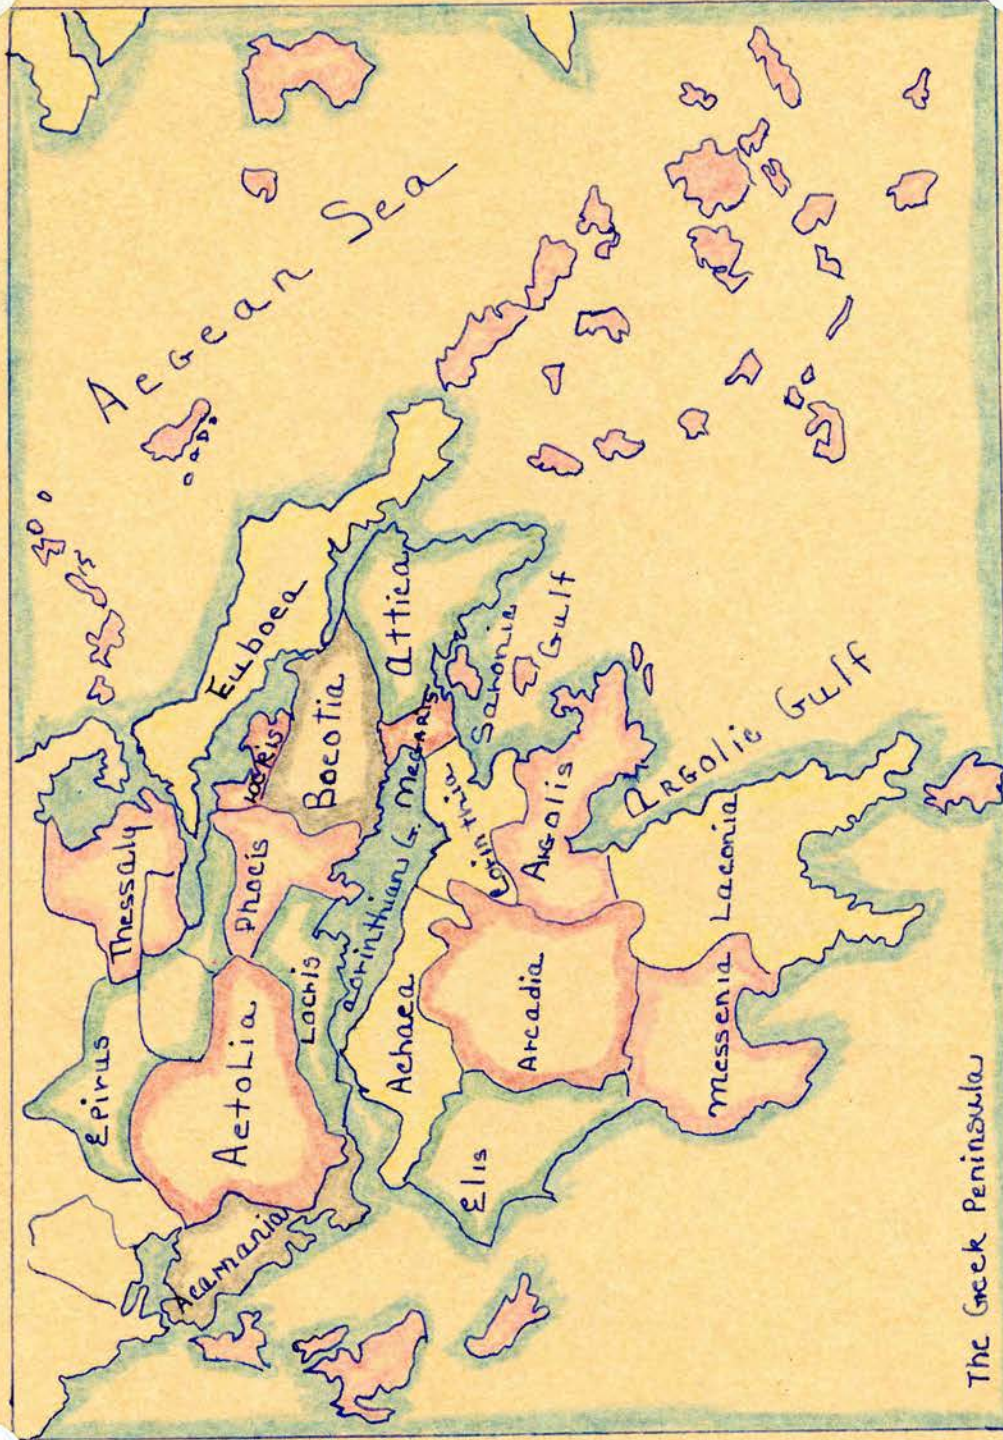 Aegean Sea
Thessaly
Epirus
Euboea
Locris
Phocis
Boeotia
Attica
Aetolia
Locris
Acarnania
Corinthian G.
Megaris
Saronic
Gulf
Corinthia
Achaea
Argolis
Arcadia
Elis
Argolic Gulf
Laconia
Messenia
The Greek Peninsula